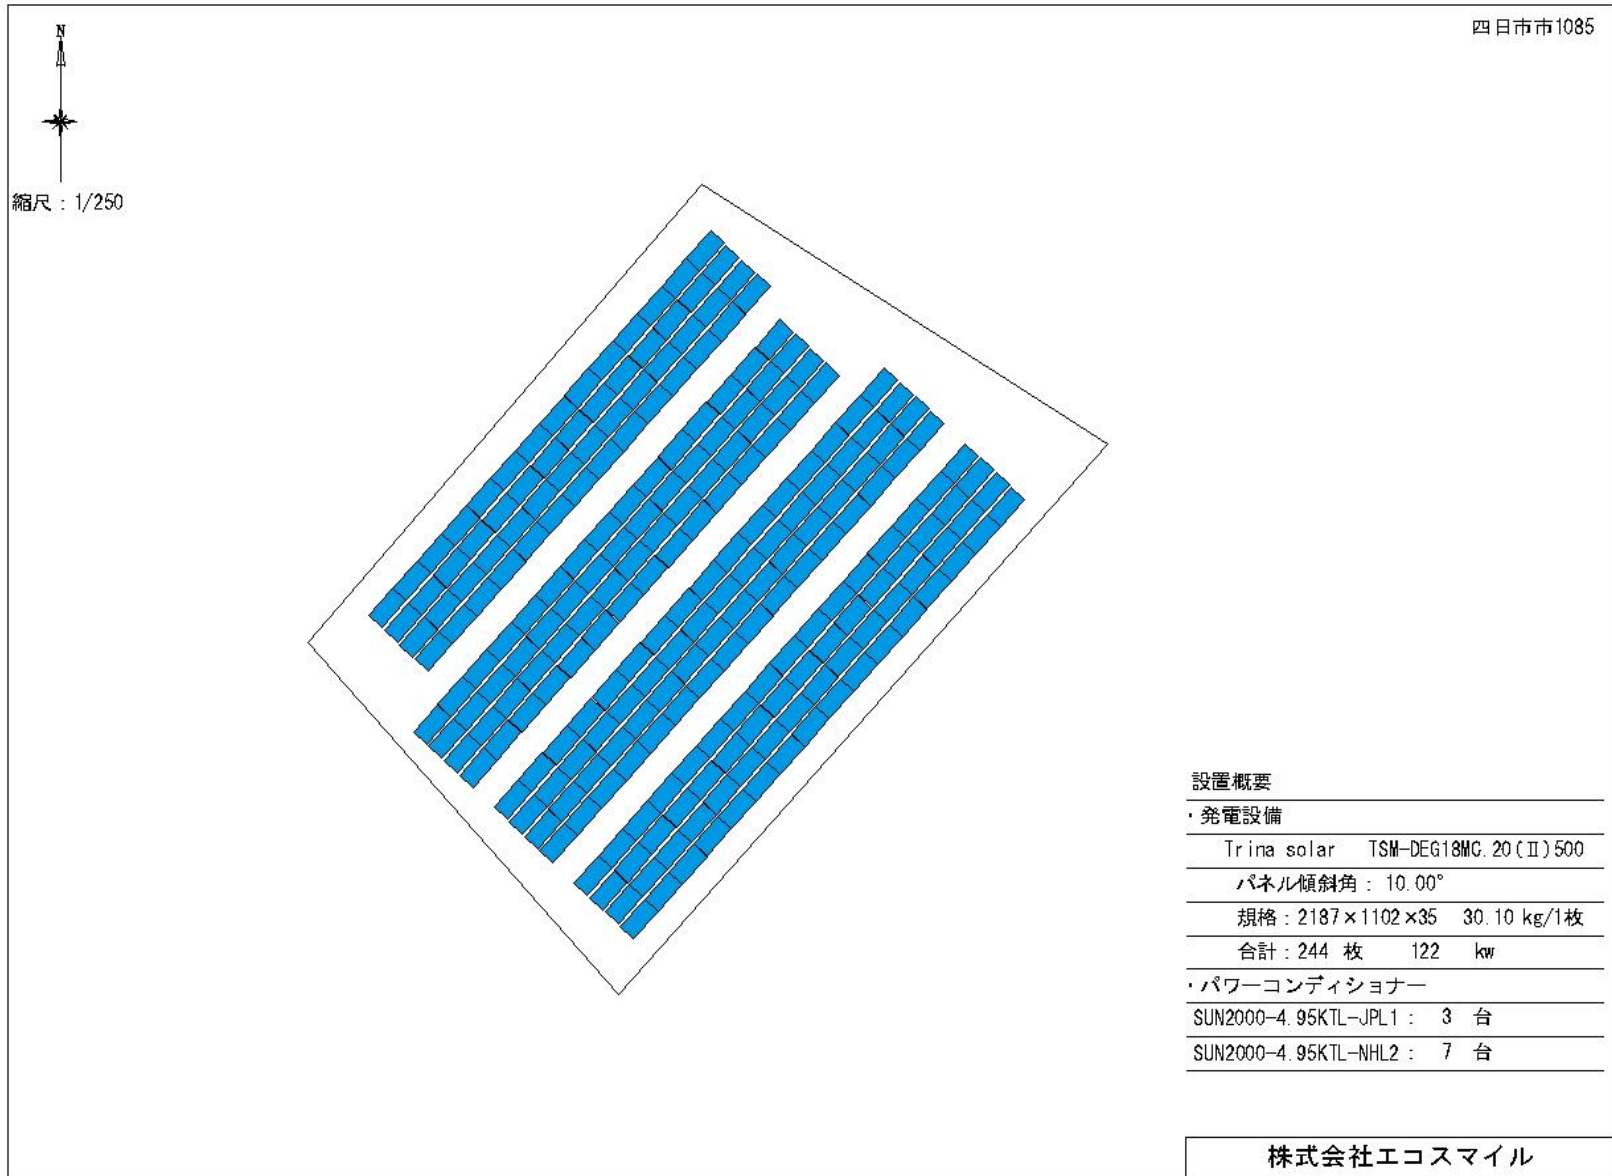 四日市市1085
N
縮尺：1/250
設置概要
・発電設備
Trina solar TSM-DEG18MC.20(Ⅱ)500
パネル傾斜角：10.00°
規格：2187×1102×35 30.10 kg/1枚
合計：244 枚 122 kw
・パワーコンディショナー
SUN2000-4.95KTL-JPL1： 3 台
SUN2000-4.95KTL-NHL2： 7 台
株式会社エコスマイル